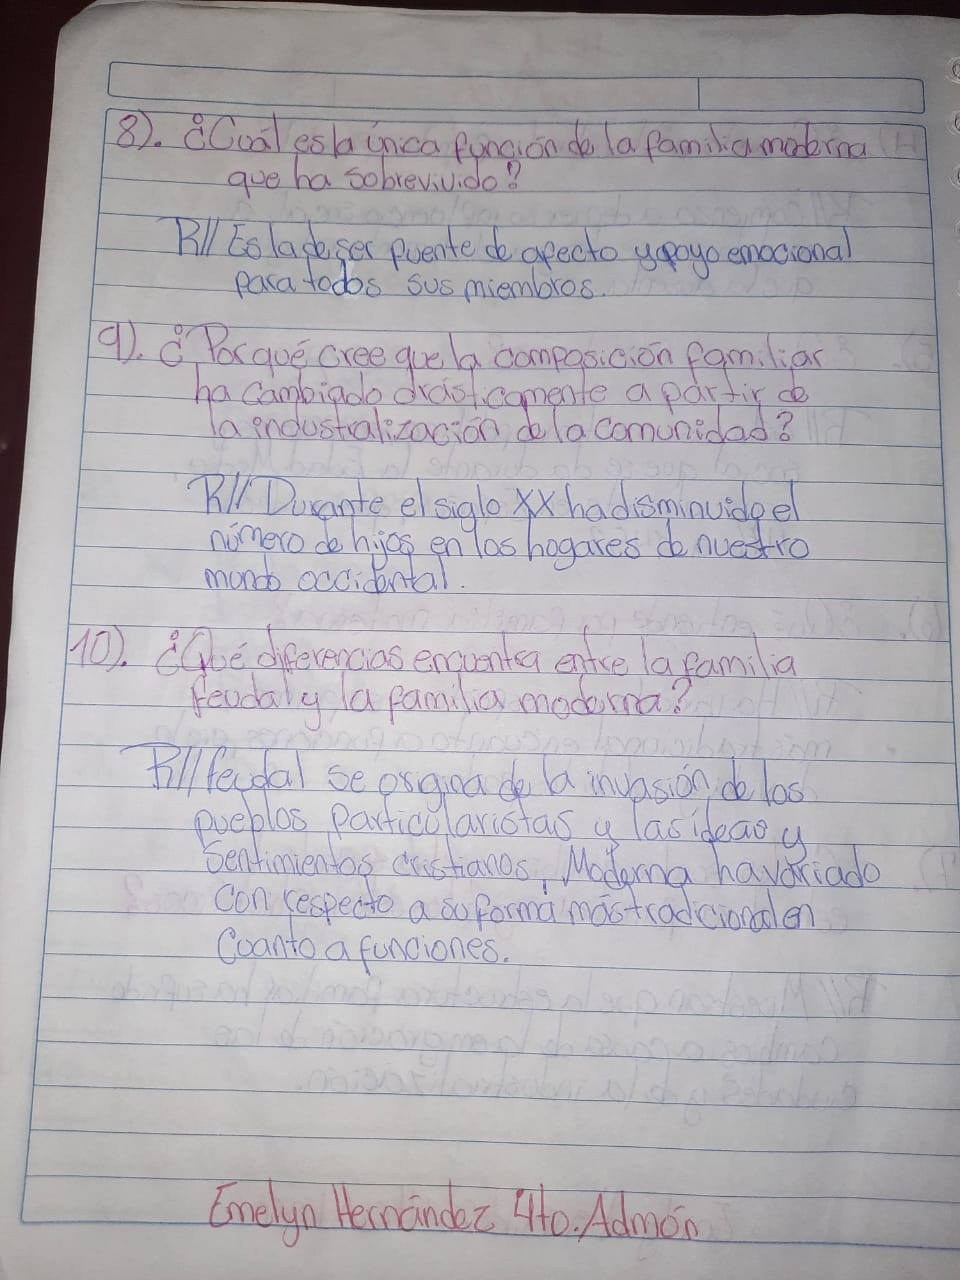 8). ¿Cuál es la única función de la familia moderna
que ha sobrevivido?
R// Es la de ser puente de afecto y apoyo emocional
para todos sus miembros.
9). ¿Porqué cree que la composición familiar
ha cambiado drásticamente a partir de
la industralización de la comunidad?
R// Durante el siglo XX ha disminuido el
número de hijos en los hogares de nuestro
mundo occidental.
10). ¿Qué diferencias encuentra entre la familia
feudal y la familia moderna?
R// feudal se origina de la invasión de los
pueblos particularistas y las ideas y
Sentimientos cristianos, Moderna ha variado
con respecto a su forma más tradicional en
Cuanto a funciones.
Emelyn Hernández 4to. Admón